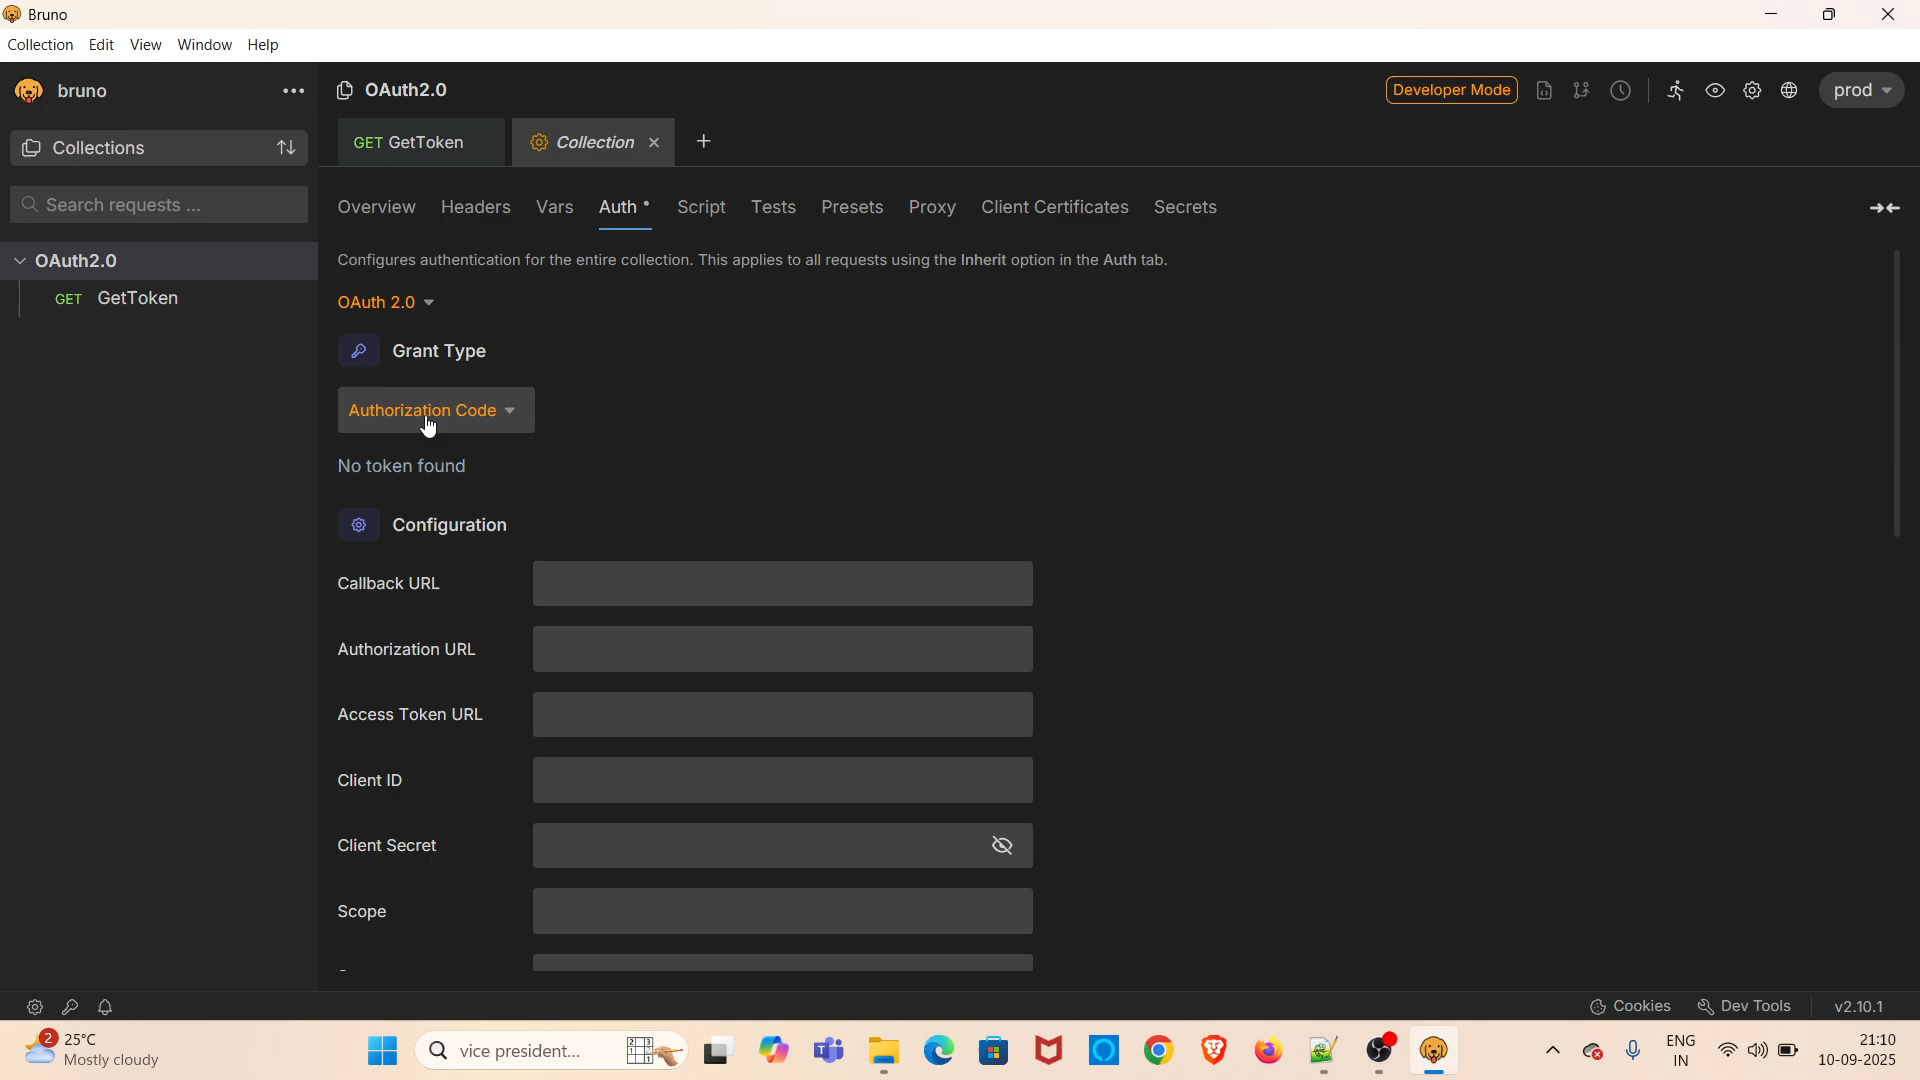 Bruno
Collection Edit View Window Help
bruno
OAuth2.0
Developer Mode
prod
Collections
GET GetToken
Collection
Search requests ...
Overview Headers Vars Auth Script Tests Presets Proxy Client Certificates Secrets
OAuth2.0
GET GetToken
Configures authentication for the entire collection. This applies to all requests using the Inherit option in the Auth tab.
OAuth 2.0
Grant Type
Authorization Code
No token found
Configuration
Callback URL
Authorization URL
Access Token URL
Client ID
Client Secret
Scope
Cookies
Dev Tools
v2.10.1
2
25°C
Mostly cloudy
vice president...
ENG
IN
21:10
10-09-2025